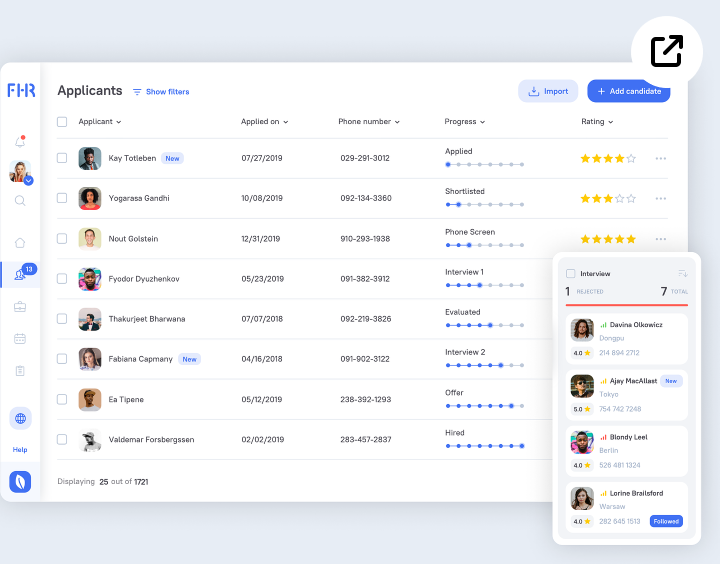 FHR
Applicants
Show filters
Import
Add candidate
Applicant
Applied on
Phone number
Progress
Rating
Kay Totleben
New
07/27/2019
029-291-3012
Applied
Yogarasa Gandhi
10/08/2019
092-134-3360
Shortlisted
Nout Golstein
12/31/2019
910-293-1938
Phone Screen
13
Fyodor Dyuzhenkov
05/23/2019
091-382-3912
Interview 1
Thakurjeet Bharwana
07/07/2018
092-219-3826
Evaluated
Fabiana Capmany
New
04/16/2018
091-902-3122
Interview 2
Ea Tipene
05/12/2019
238-392-1293
Offer
Valdemar Forsbergssen
02/02/2019
283-457-2837
Hired
Help
Displaying 25 out of 1721
Interview
1 REJECTED
7 TOTAL
Davina Olkowicz
Dongpu
4.0
214 894 2712
Ajay MacAllast
New
Tokyo
5.0
754 742 7248
Blondy Leel
Berlin
4.0
526 481 1324
Lorine Brailsford
Warsaw
4.0
282 645 1513
Followed